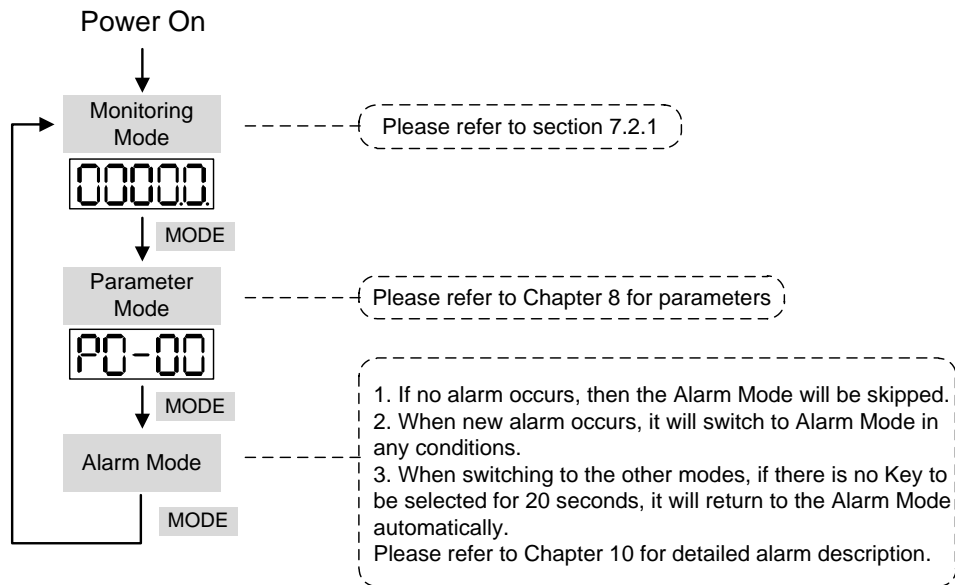 Power On
Monitoring
Mode
Please refer to section 7.2.1
0000.0.
MODE
Parameter
Mode
Please refer to Chapter 8 for parameters
P0-00
MODE
Alarm Mode
1. If no alarm occurs, then the Alarm Mode will be skipped.
2. When new alarm occurs, it will switch to Alarm Mode in
any conditions.
3. When switching to the other modes, if there is no Key to
be selected for 20 seconds, it will return to the Alarm Mode
automatically.
Please refer to Chapter 10 for detailed alarm description.
MODE